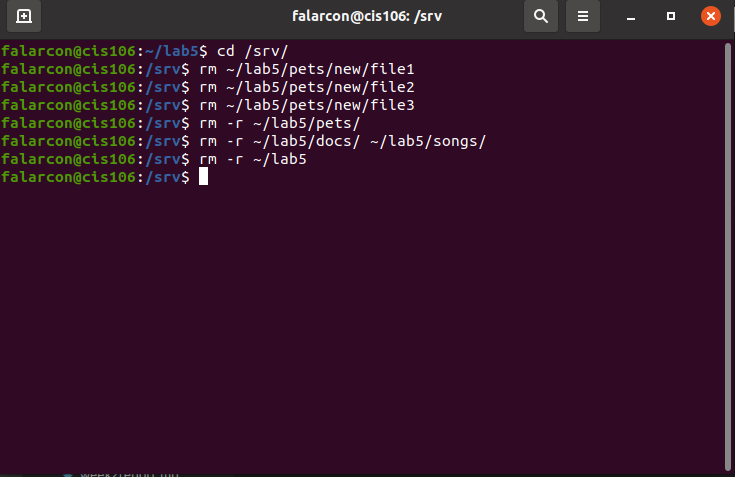 falarcon@cis106: /srv
falarcon@cis106:~/lab5$ cd /srv/
falarcon@cis106:/srv$ rm ~/lab5/pets/new/file1
falarcon@cis106:/srv$ rm ~/lab5/pets/new/file2
falarcon@cis106:/srv$ rm ~/lab5/pets/new/file3
falarcon@cis106:/srv$ rm -r ~/lab5/pets/
falarcon@cis106:/srv$ rm -r ~/lab5/docs/ ~/lab5/songs/
falarcon@cis106:/srv$ rm -r ~/lab5
falarcon@cis106:/srv$